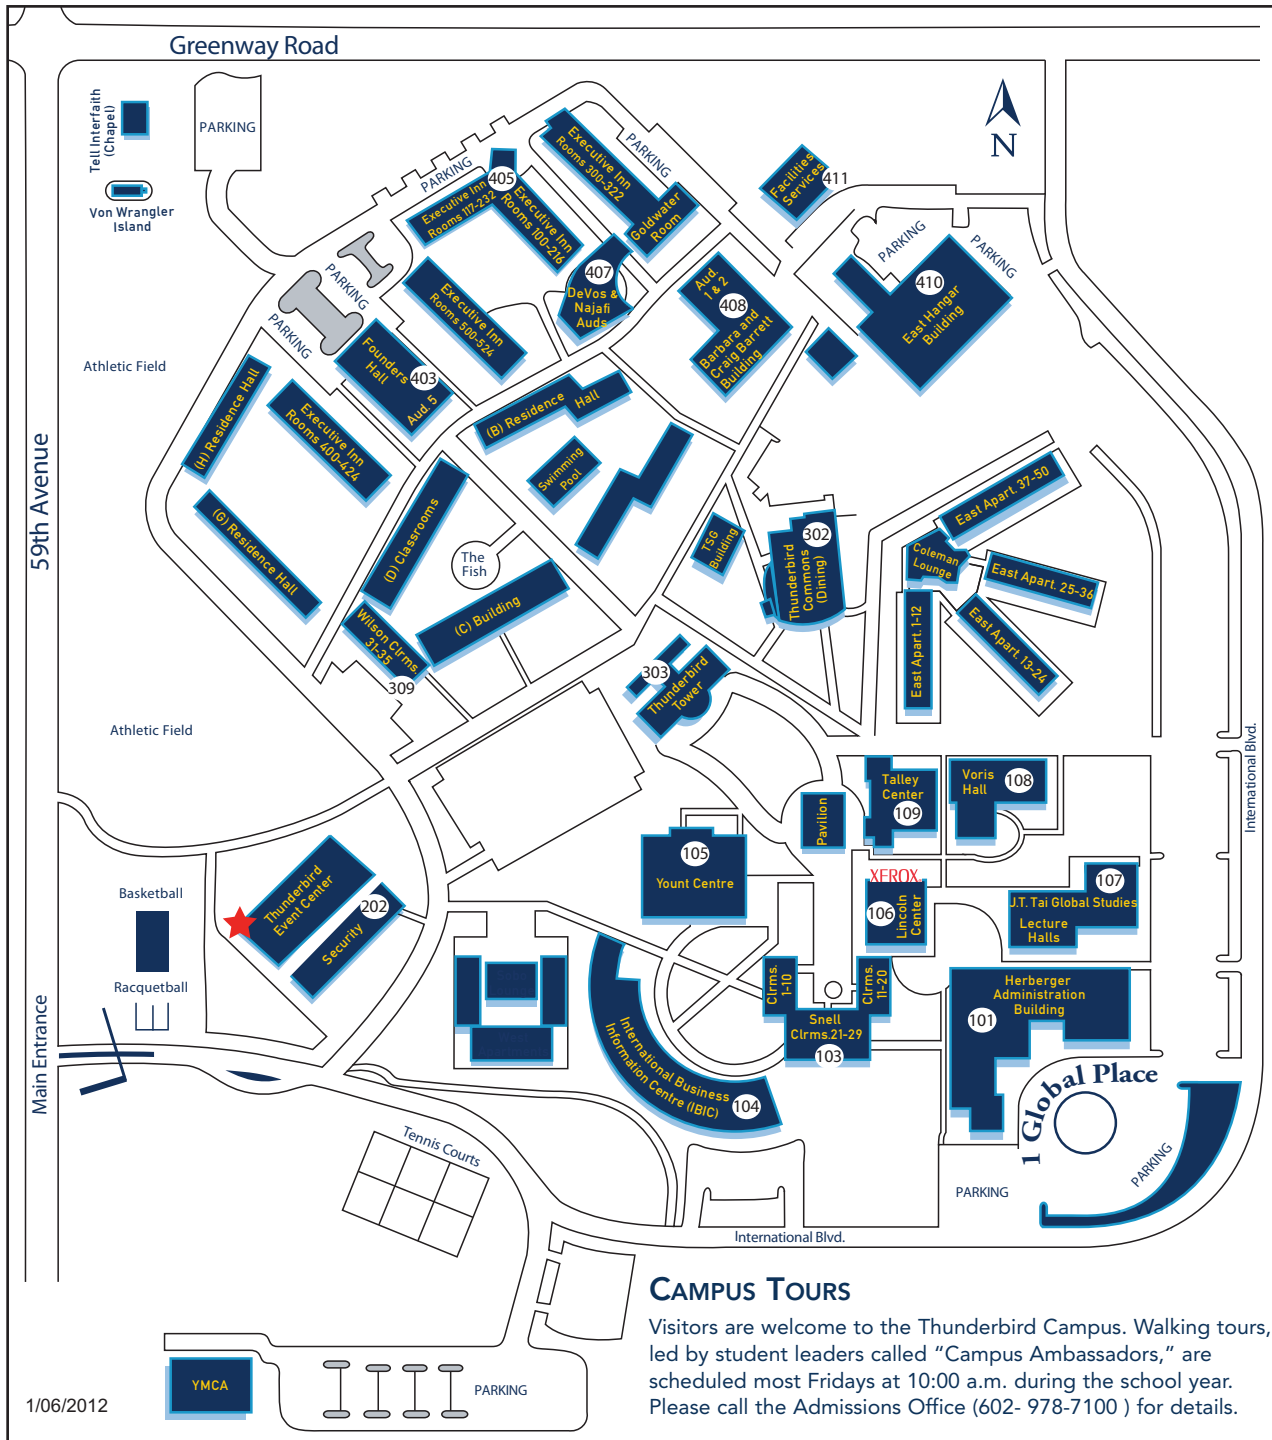 Greenway Road
Tell Interfaith
(Chapel)
Von Wrangler
Island
PARKING
PARKING
PARKING
PARKING
PARKING
PARKING
PARKING
N
405
Executive Inn
Rooms 117-232
Executive Inn
Rooms 100-216
Executive Inn
Rooms 300-322
Goldwater
Room
Facilities
Services
411
407
DeVos &
Najafi
Auds.
Aud.
1 & 2
408
Barbara and
Craig Barrett
Building
410
East Hangar
Building
Executive Inn
Rooms 500-524
Founders
Hall
403
Aud. 5
Athletic Field
(H) Residence Hall
Executive Inn
Rooms 400-424
(B) Residence
Hall
Swimming
Pool
59th Avenue
(G) Residence Hall
(D) Classrooms
The
Fish
(C) Building
Wilson Clrms.
31-35
309
TSG
Building
302
Thunderbird
Commons
(Dining)
East Apart. 37-50
Coleman
Lounge
East Apart. 25-36
East Apart. 1-12
East Apart. 13-24
303
Thunderbird
Tower
Athletic Field
International Blvd.
Talley
Center
109
Voris
Hall
108
Pavilion
105
Yount Centre
XEROX
106
Lincoln
Center
107
J.T. Tai Global Studies
Lecture
Halls
Basketball
Racquetball
Thunderbird
Event Center
202
Security
Clrms.
1-10
Clrms.
11-20
Snell
Clrms.21-29
103
Herberger
Administration
Building
101
International Business
Information Centre (IBIC)
104
Main Entrance
1 Global Place
PARKING
PARKING
Tennis Courts
International Blvd.
YMCA
PARKING
1/06/2012
Campus Tours
Visitors are welcome to the Thunderbird Campus. Walking tours,
led by student leaders called “Campus Ambassadors,” are
scheduled most Fridays at 10:00 a.m. during the school year.
Please call the Admissions Office (602- 978-7100 ) for details.